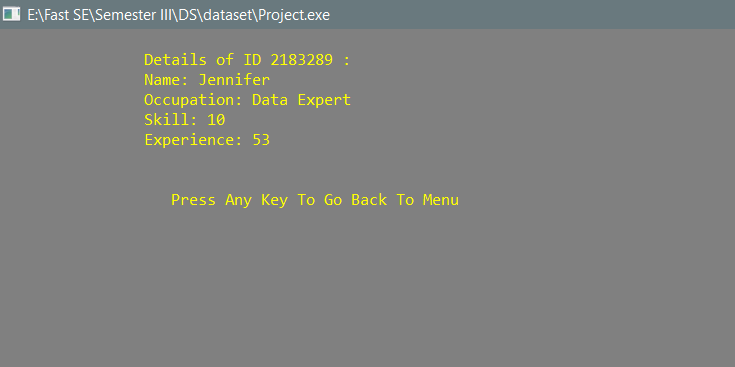 E:\Fast SE\Semester III\DS\dataset\Project.exe
Details of ID 2183289 :
Name: Jennifer
Occupation: Data Expert
Skill: 10
Experience: 53
Press Any Key To Go Back To Menu